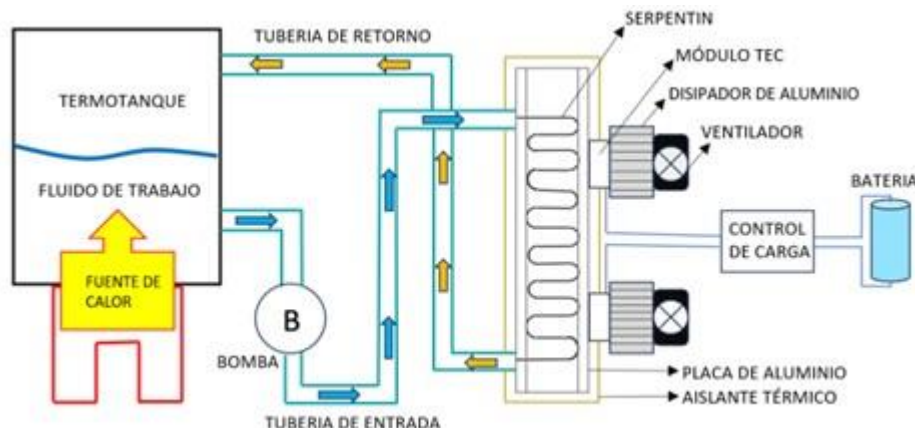 TUBERIA DE RETORNO
SERPENTIN
MÓDULO TEC
TERMOTANQUE
DISIPADOR DE ALUMINIO
VENTILADOR
FLUIDO DE TRABAJO
BATERIA
CONTROL
DE CARGA
FUENTE DE
CALOR
B
BOMBA
PLACA DE ALUMINIO
AISLANTE TÉRMICO
TUBERIA DE ENTRADA